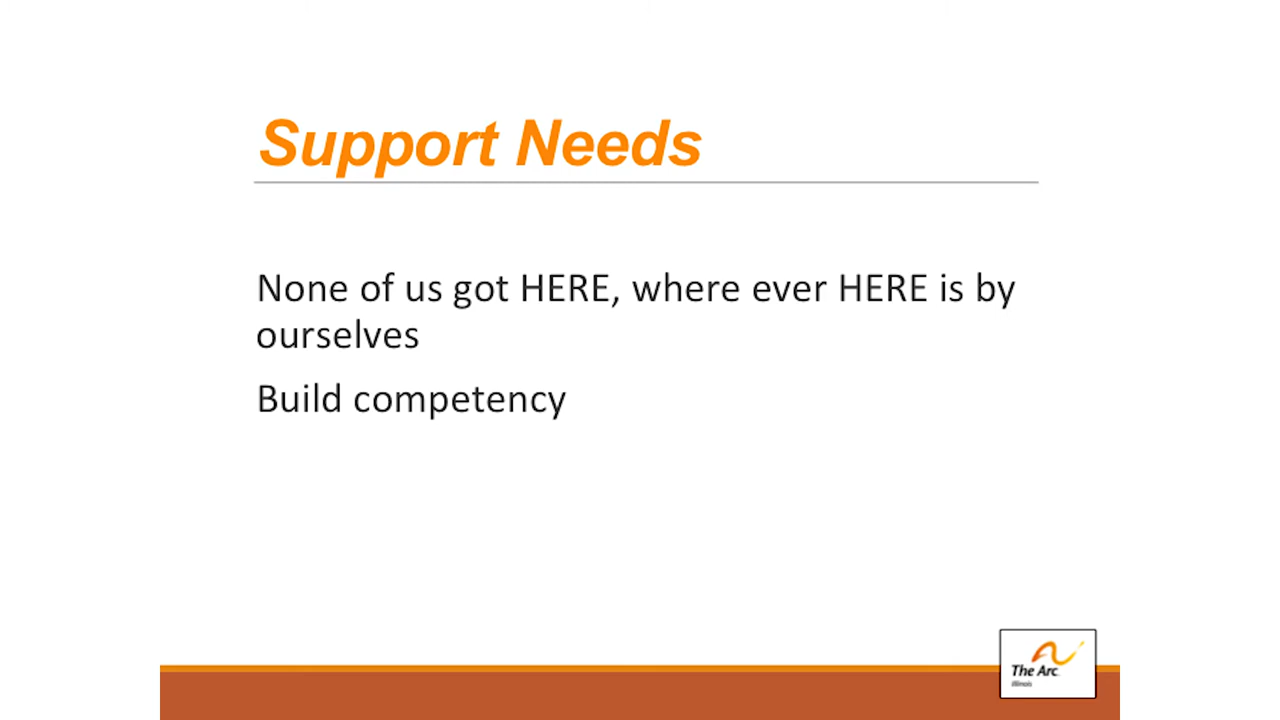 Support Needs
None of us got HERE, where ever HERE is by
ourselves
Build competency
The Arc
Illinois